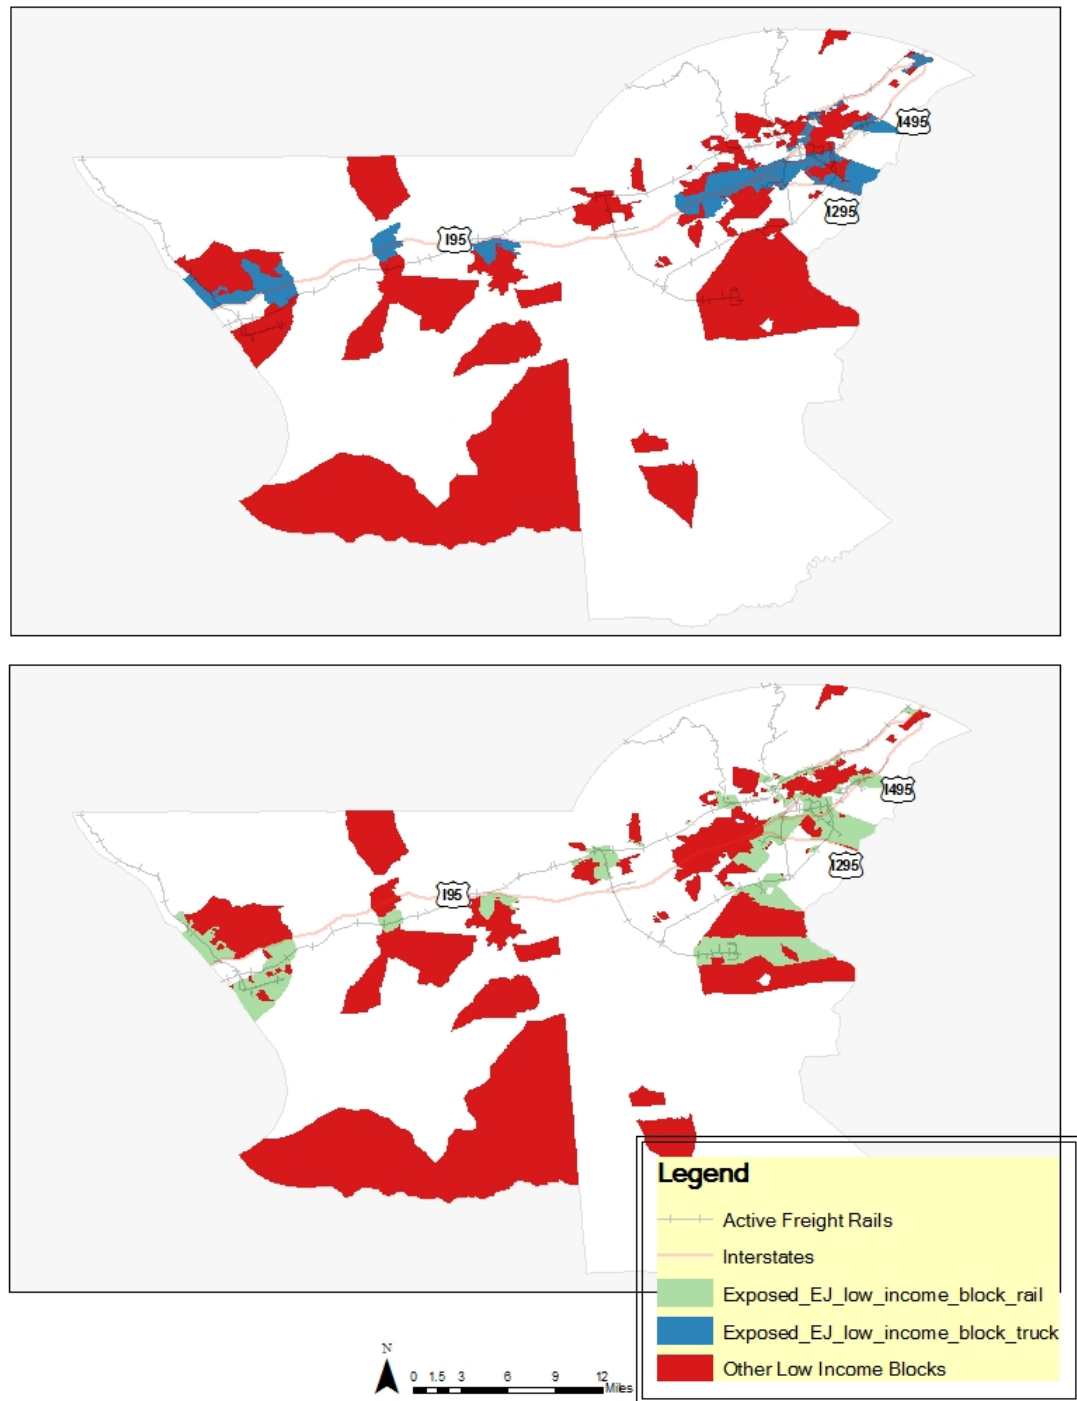 I495
I295
I95
I495
I295
I95
Legend
Active Freight Rails
Interstates
Exposed_EJ_low_income_block_rail
Exposed_EJ_low_income_block_truck
Other Low Income Blocks
N
0 1.5 3 6 9 12
Miles